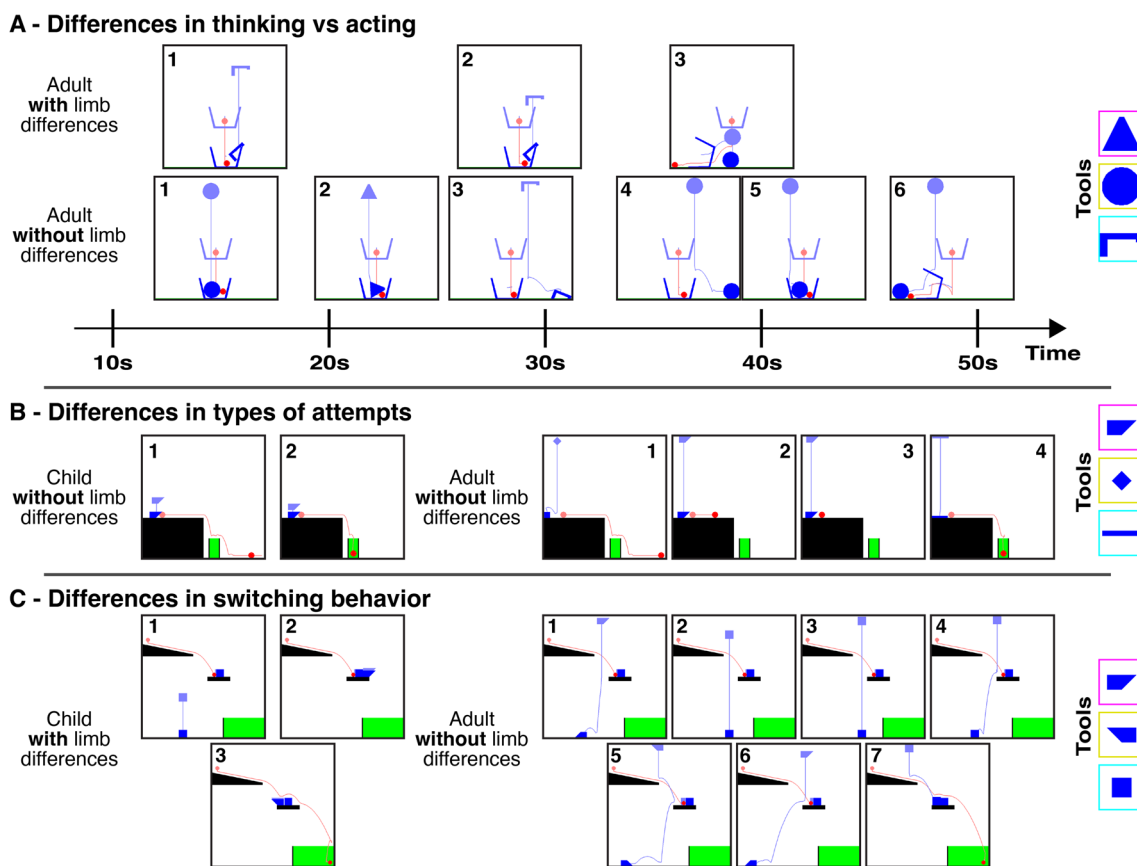 A - Differences in thinking vs acting
Adult
with limb
differences
1
2
3
Adult
without limb
differences
1
2
3
4
5
6
Tools
10s
20s
30s
40s
50s
Time
B - Differences in types of attempts
Child
without limb
differences
1
2
Adult
without limb
differences
1
2
3
4
Tools
C - Differences in switching behavior
Child
with limb
differences
1
2
3
Adult
without limb
differences
1
2
3
4
5
6
7
Tools